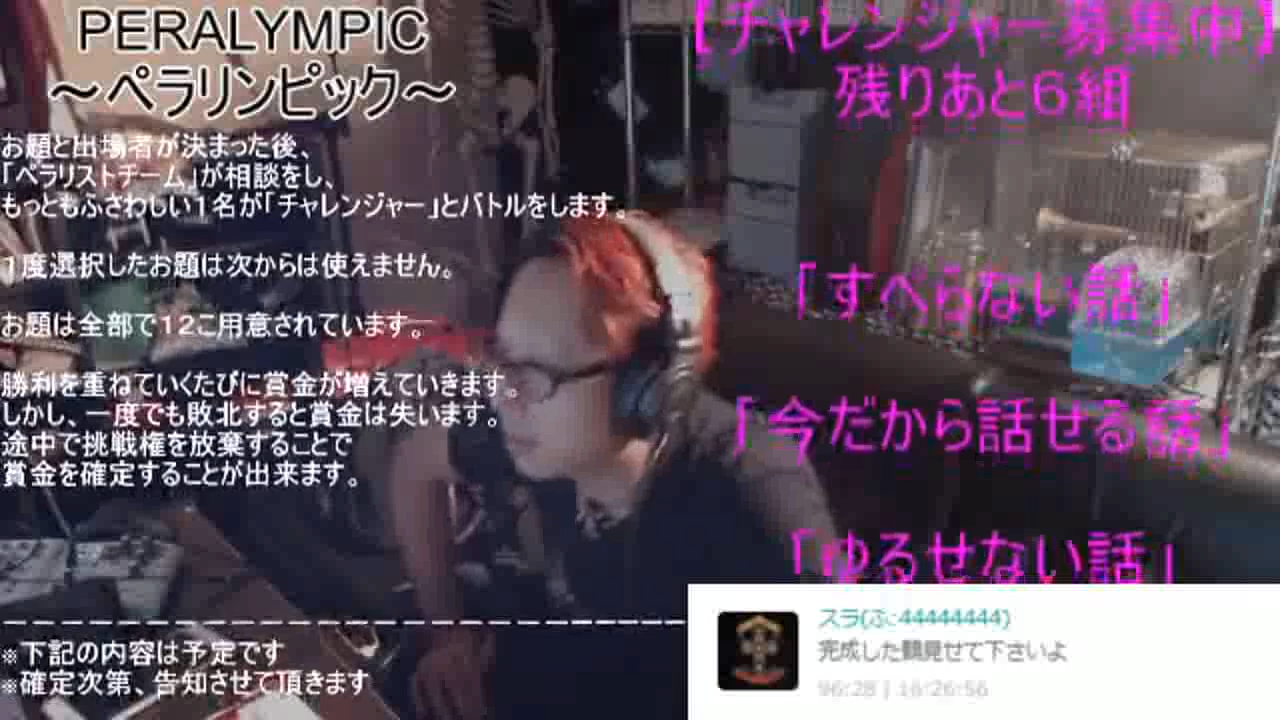 PERALYMPIC
～ペラリンピック～
お題と出場者が決まった後、
「ペラリストチーム」が相談をし、
もっともふさわしい１名が「チャレンジャー」とバトルをします。
１度選択したお題は次からは使えません。
お題は全部で１２こ用意されています。
勝利を重ねていくたびに賞金が増えていきます。
しかし、一度でも敗北すると賞金は失います。
途中で挑戦権を放棄することで
賞金を確定することが出来ます。
※下記の内容は予定です
※確定次第、告知させて頂きます
【チャレンジャー募集中】
残りあと６組
「すべらない話」
「今だから話せる話」
「ゆるせない話」
スラ(ぷ:44444444)
完成した鶴見せて下さいよ
96:28 | 16:26:56